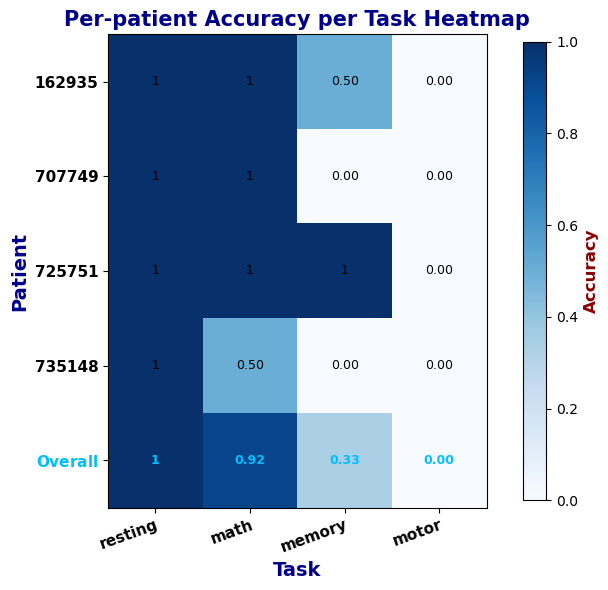 Per-patient Accuracy per Task Heatmap
Patient
162935 1 1 0.50 0.00
707749 1 1 0.00 0.00
725751 1 1 1 0.00
735148 1 0.50 0.00 0.00
Overall 1 0.92 0.33 0.00
resting math memory motor
Task
1.0
0.8
0.6
0.4
0.2
0.0
Accuracy